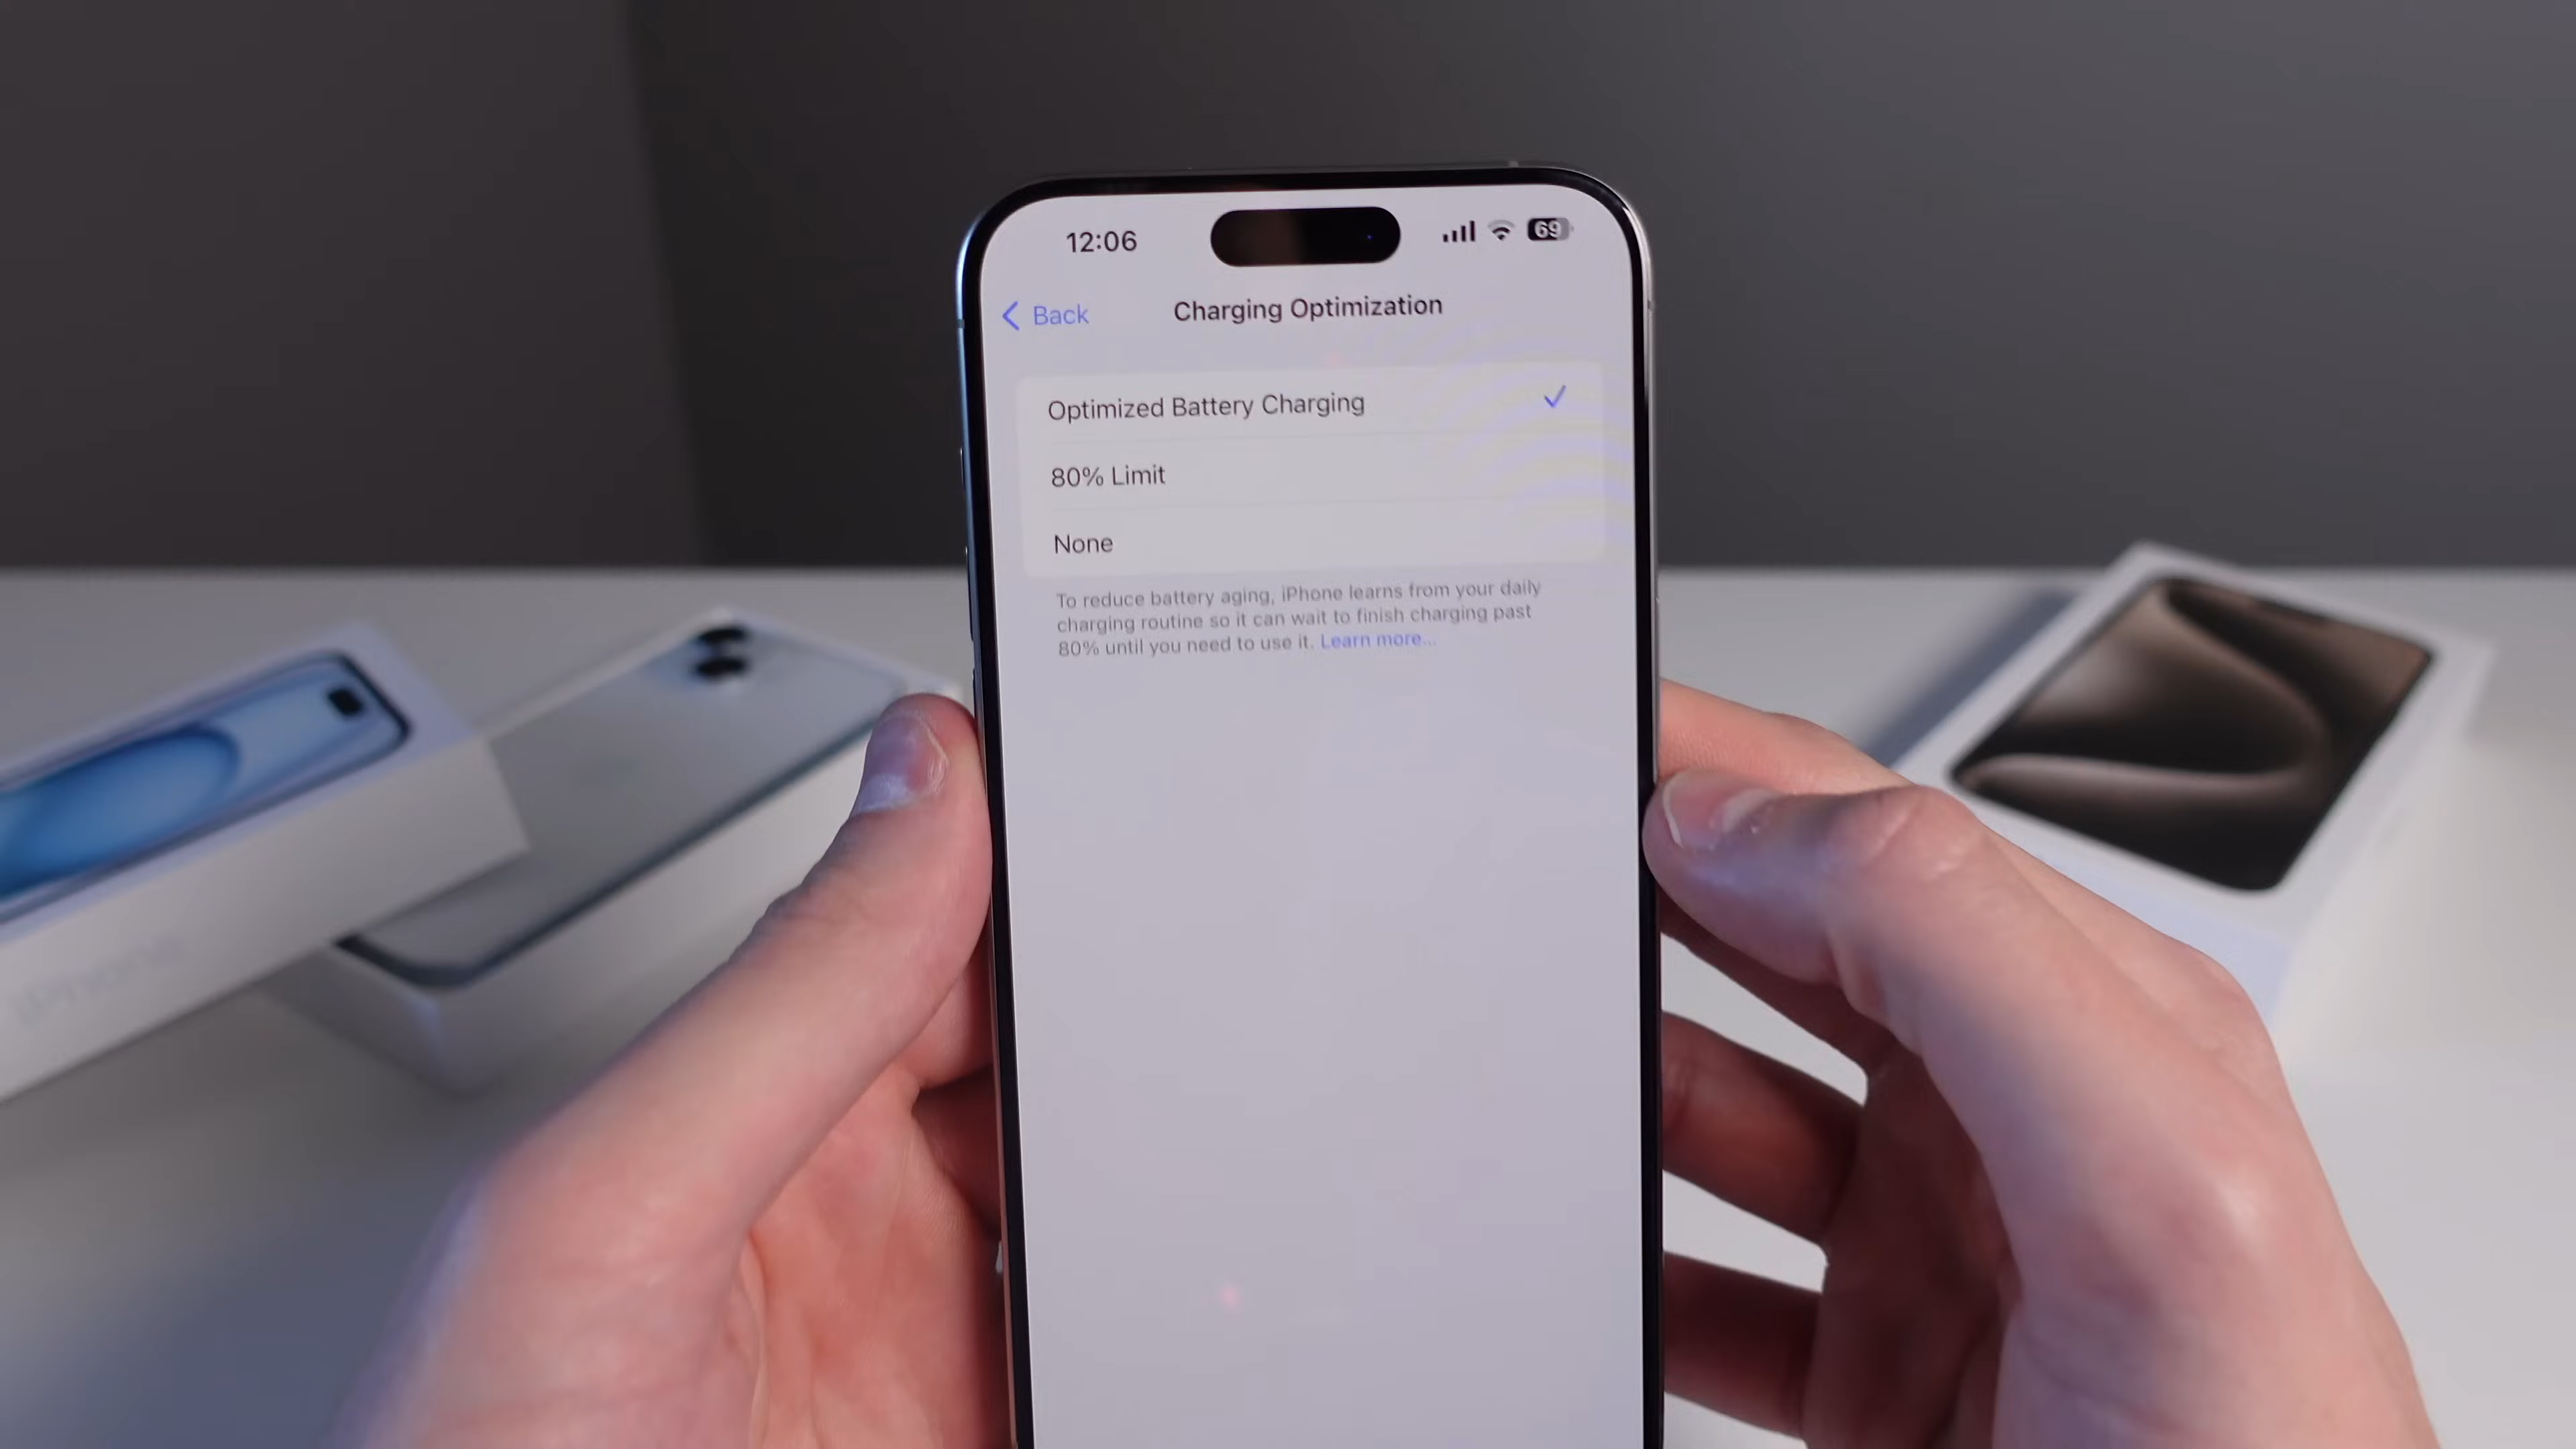 12:06
69
Back
Charging Optimization
Optimized Battery Charging
80% Limit
None
To reduce battery aging, iPhone learns from your daily
charging routine so it can wait to finish charging past
80% until you need to use it. Learn more...
iPhone